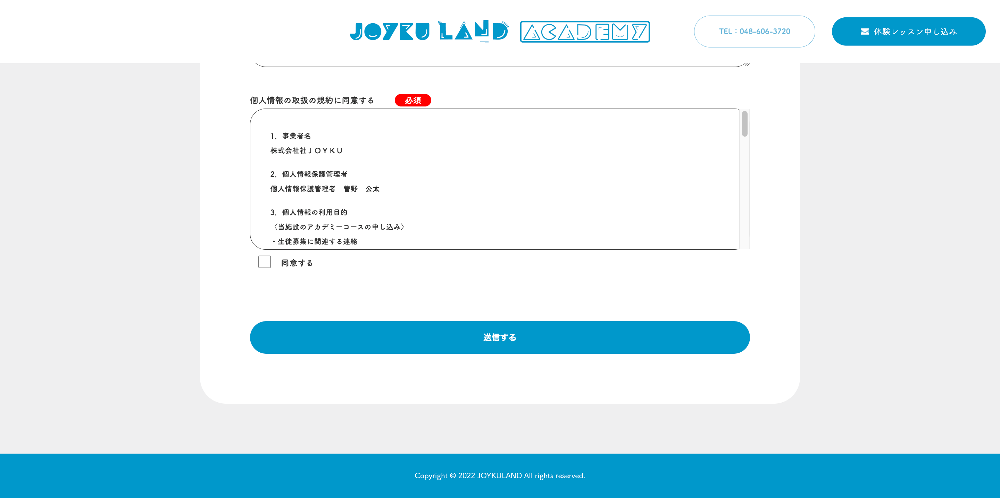 JOYKU LAND ACADEMY
TEL：048-606-3720
体験レッスン申し込み
個人情報の取扱の規約に同意する
必須
1．事業者名
株式会社社ＪＯＹＫＵ
2．個人情報保護管理者
個人情報保護管理者　菅野　公太
3．個人情報の利用目的
〈当施設のアカデミーコースの申し込み〉
・生徒募集に関連する連絡
同意する
送信する
Copyright © 2022 JOYKULAND All rights reserved.